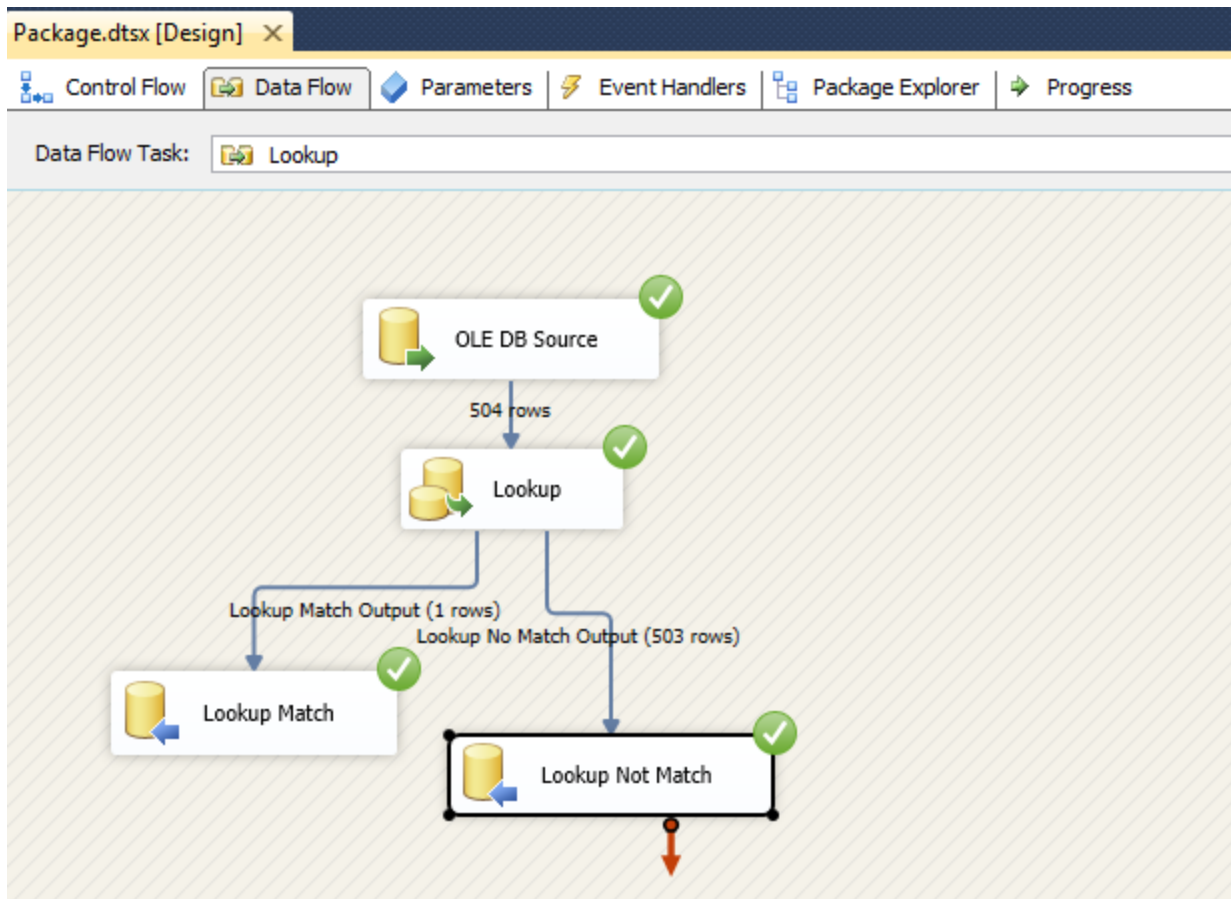 Package.dtsx [Design]
Control Flow Data Flow Parameters Event Handlers Package Explorer Progress
Data Flow Task: Lookup
OLE DB Source
504 rows
Lookup
Lookup Match Output (1 rows)
Lookup No Match Output (503 rows)
Lookup Match
Lookup Not Match